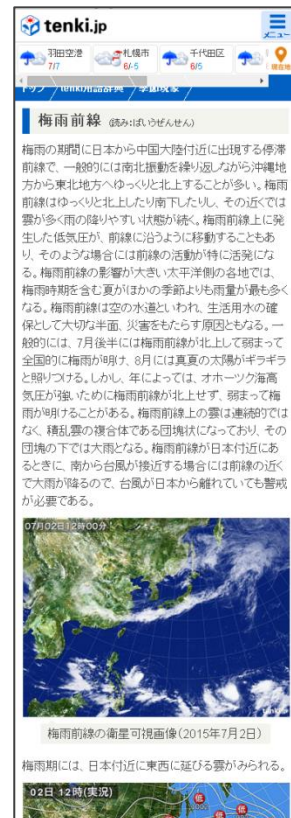 tenki.jp
メニュー
羽田空港
7/7
札幌市
6/-5
千代田区
6/5
現在地
トップ / tenki用語辞典 / 季節現象
梅雨前線 (読み:ばいうぜんせん)
梅雨の期間に日本から中国大陸付近に出現する停滞
前線で、一般的には南北振動を繰り返しながら沖縄地
方から東北地方へゆっくりと北上することが多い。梅雨
前線はゆっくりと北上したり南下したりし、その近くでは
雲が多く雨の降りやすい状態が続く。梅雨前線上に発
生した低気圧が、前線に沿うように移動することもあ
り、そのような場合には前線の活動が特に活発にな
る。梅雨前線の影響が大きい太平洋側の各地では、
梅雨時期を含む夏がほかの季節よりも雨量が最も多く
なる。梅雨前線は空の水道といわれ、生活用水の確
保として大切な半面、災害をもたらす原因ともなる。一
般的には、7月後半には梅雨前線が北上して弱まって
全国的に梅雨が明け、8月には真夏の太陽がギラギラ
と照りつける。しかし、年によっては、オホーツク海高
気圧が強いために梅雨前線が北上せず、弱まって梅
雨が明けることがある。梅雨前線上の雲は連続的では
なく、積乱雲の複合体である団塊状になっており、その
団塊の下では大雨となる。梅雨前線が日本付近にあ
るときに、南から台風が接近する場合には前線の近く
で大雨が降るので、台風が日本から離れていても警戒
が必要である。
07月02日12時00分
tenki.jp
梅雨前線の衛星可視画像(2015年7月2日)
梅雨期には、日本付近に東西に延びる雲がみられる。
02日 12時(実況)
低
低